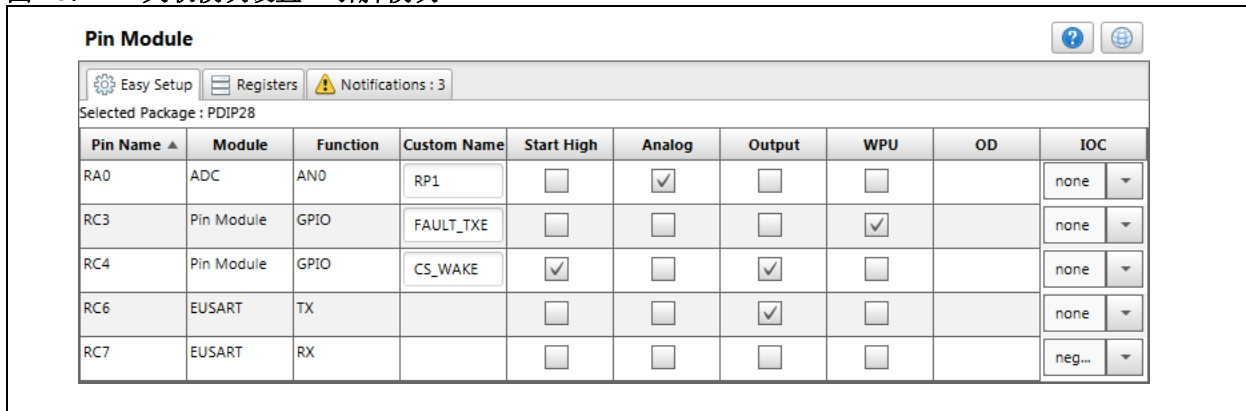 Pin Module
Easy Setup Registers Notifications : 3
Selected Package : PDIP28
Pin Name Module Function Custom Name Start High Analog Output WPU OD IOC
RA0 ADC AN0 RP1 none
RC3 Pin Module GPIO FAULT_TXE none
RC4 Pin Module GPIO CS_WAKE none
RC6 EUSART TX none
RC7 EUSART RX neg...